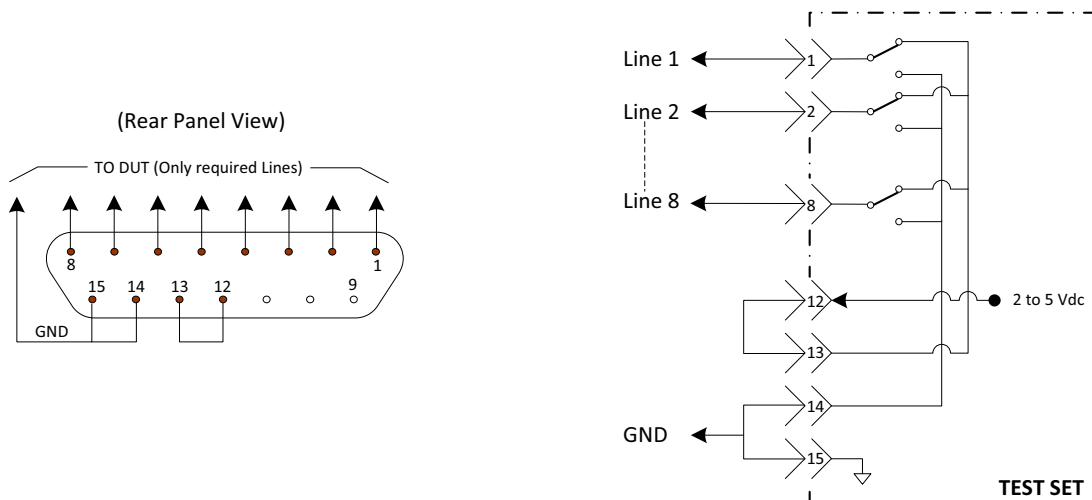 (Rear Panel View)
TO DUT (Only required Lines)
8
1
15
14
13
12
9
GND
Line 1
1
Line 2
2
Line 8
8
12
2 to 5 Vdc
13
14
GND
15
TEST SET